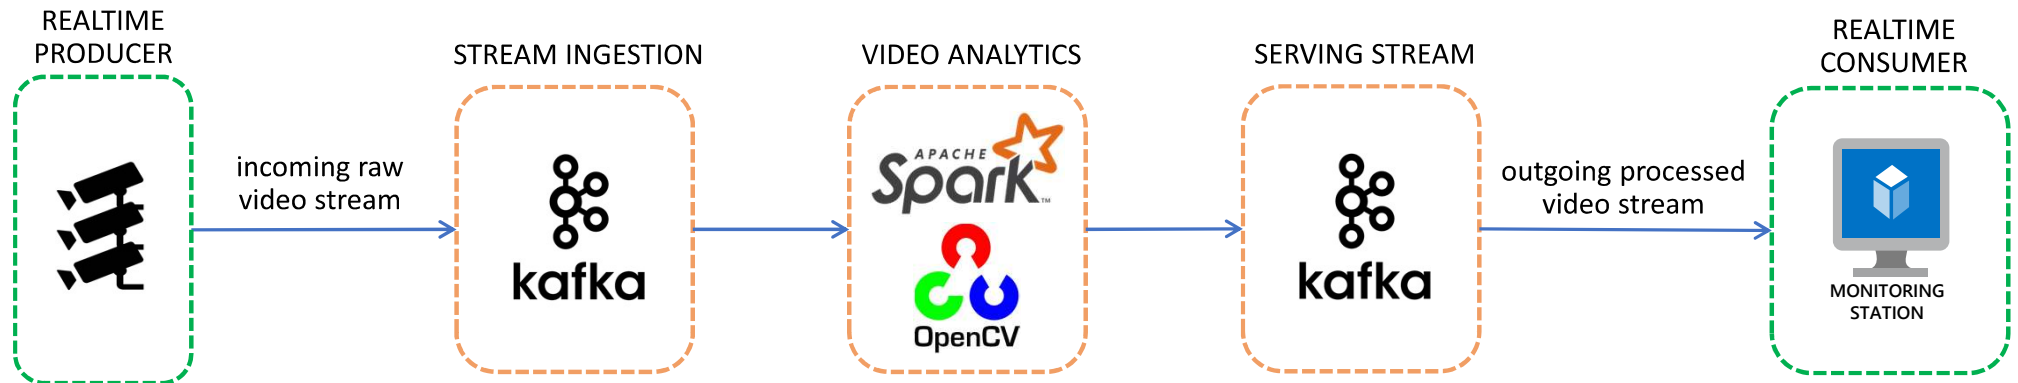 REALTIME
PRODUCER
incoming raw
video stream
STREAM INGESTION
kafka
VIDEO ANALYTICS
APACHE
Spark™
OpenCV
SERVING STREAM
kafka
outgoing processed
video stream
REALTIME
CONSUMER
MONITORING
STATION